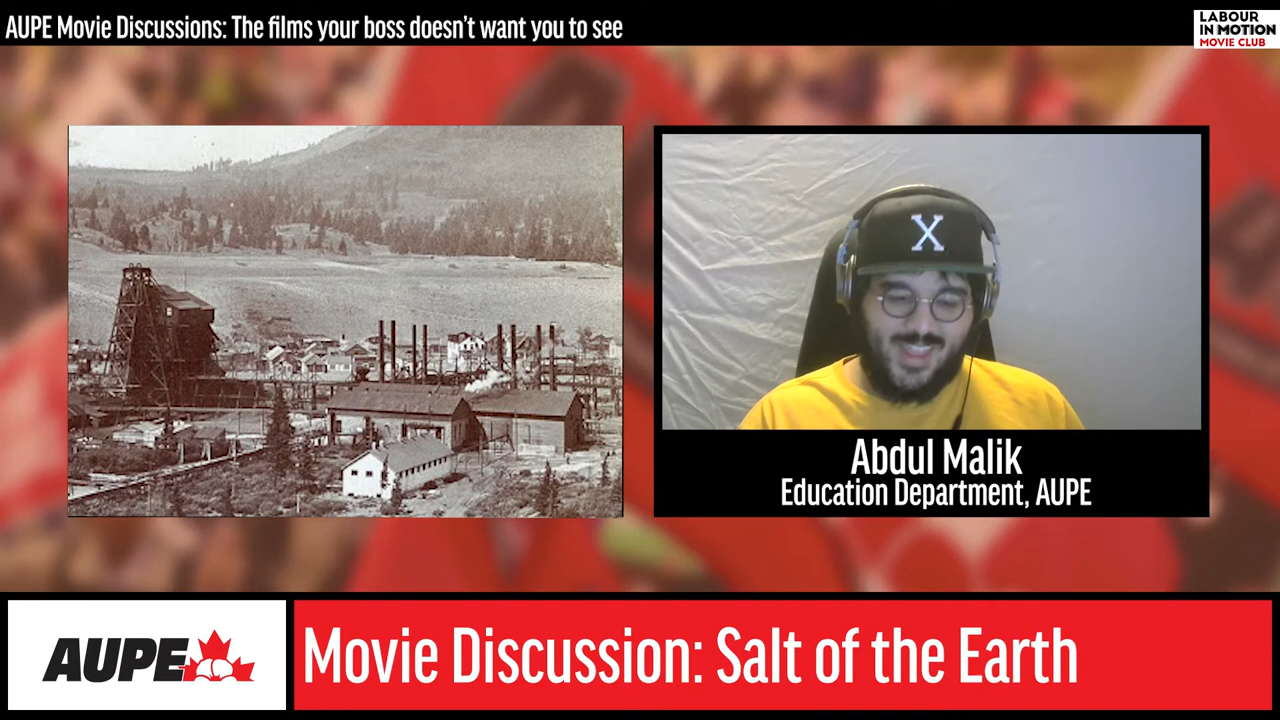 AUPE Movie Discussions: The films your boss doesn't want you to see
LABOUR
IN MOTION
MOVIE CLUB
X
Abdul Malik
Education Department, AUPE
AUPE
Movie Discussion: Salt of the Earth